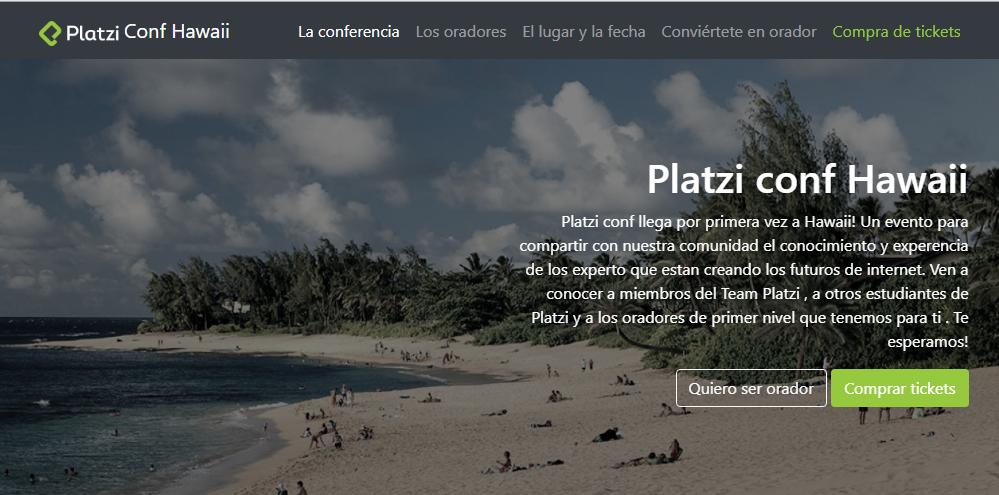 Platzi Conf Hawaii La conferencia Los oradores El lugar y la fecha Conviértete en orador Compra de tickets
Platzi conf Hawaii
Platzi conf llega por primera vez a Hawaii! Un evento para
compartir con nuestra comunidad el conocimiento y experencia
de los experto que estan creando los futuros de internet. Ven a
conocer a miembros del Team Platzi , a otros estudiantes de
Platzi y a los oradores de primer nivel que tenemos para ti . Te
esperamos!
Quiero ser orador Comprar tickets